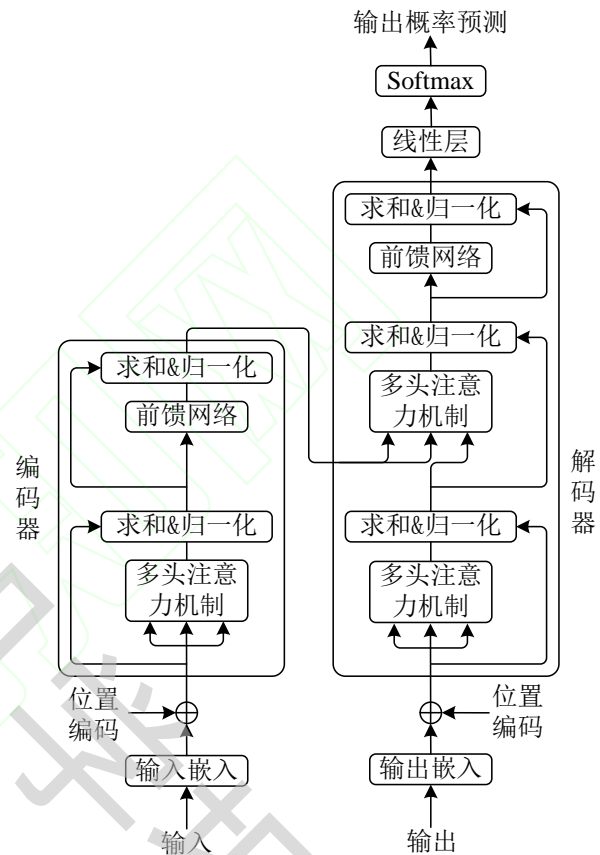 输出概率预测
Softmax
线性层
求和&归一化
前馈网络
求和&归一化
多头注意
力机制
求和&归一化
多头注意
力机制
解
码
器
位置
编码
输出嵌入
输出
求和&归一化
前馈网络
求和&归一化
多头注意
力机制
编
码
器
位置
编码
输入嵌入
输入